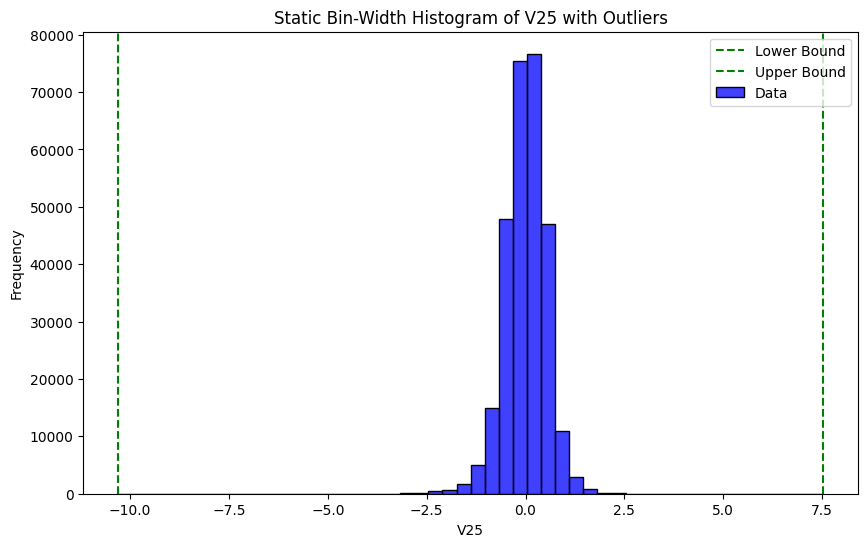 Static Bin-Width Histogram of V25 with Outliers
80000
70000
60000
50000
40000
30000
20000
10000
0
Frequency
Lower Bound
Upper Bound
Data
−10.0 −7.5 −5.0 −2.5 0.0 2.5 5.0 7.5
V25